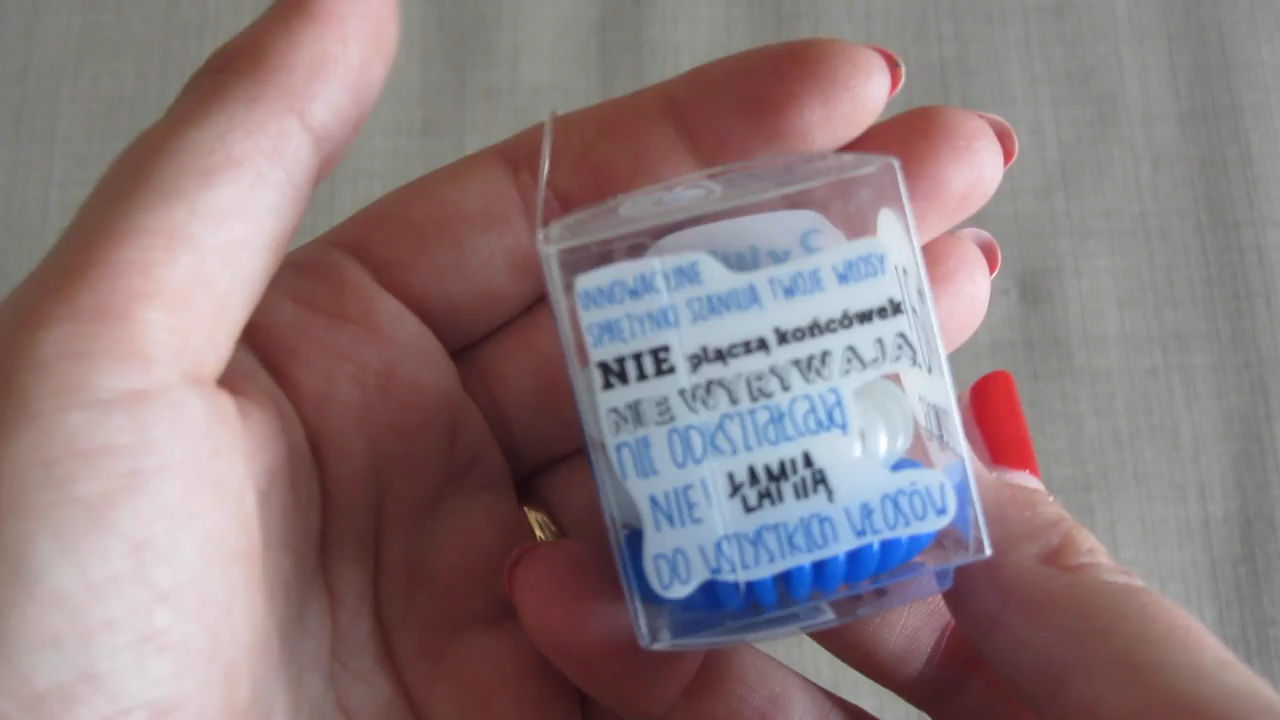 INNOWACYJNE
SPRĘŻYNKI SZANUJĄ TWOJE WŁOSY
NIE plączą końcówek
NIE WYRYWAJĄ
NIE ODKSZTAŁCAJĄ
NIE! ŁAMIĄ
DO WSZYSTKICH WŁOSÓW